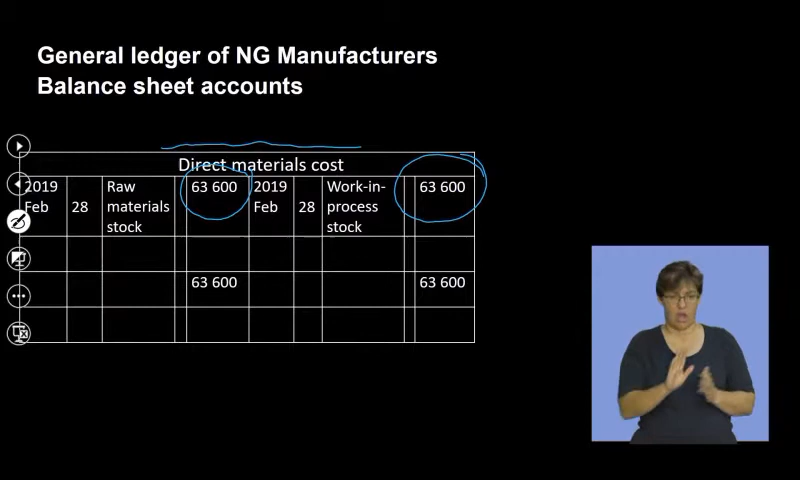 General ledger of NG Manufacturers
Balance sheet accounts
Direct materials cost
2019 Raw 63 600 2019 Work-in- 63 600
Feb 28 materials Feb 28 process
stock stock
63 600 63 600